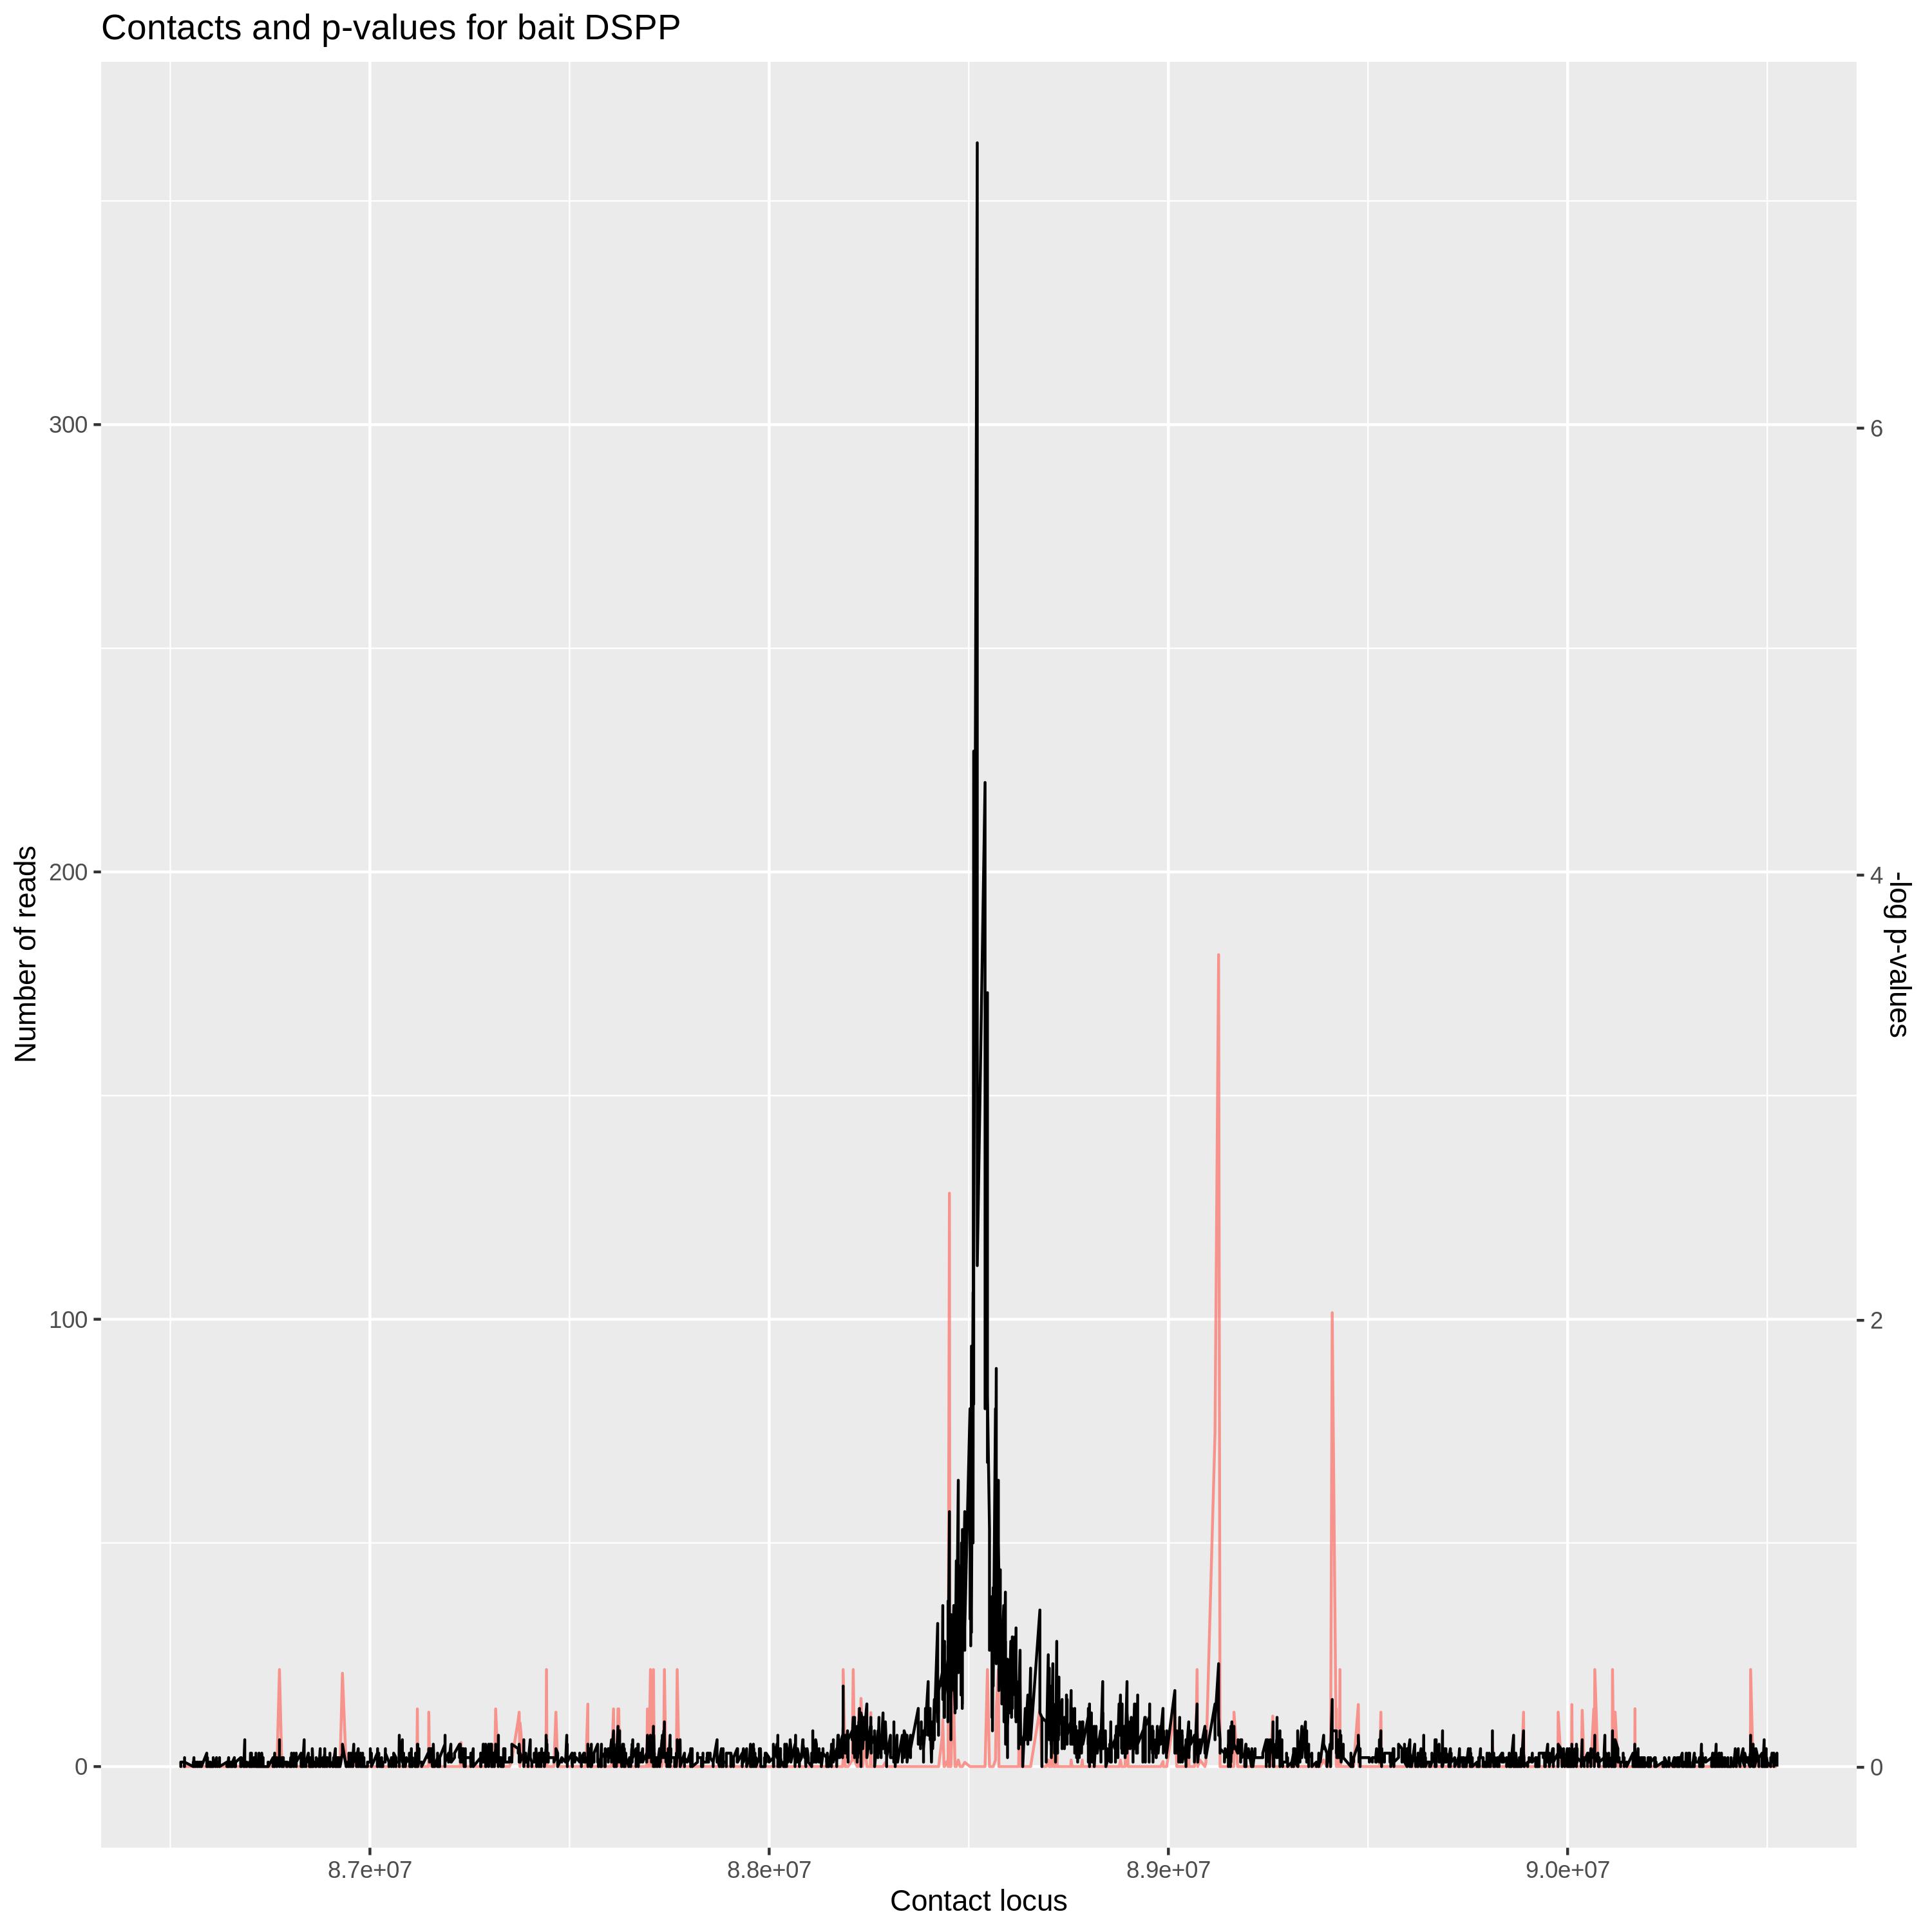 Contacts and p-values for bait DSPP
300
200
100
0
Number of reads
6
4
2
0
-log p-values
8.7e+07 8.8e+07 8.9e+07 9.0e+07
Contact locus